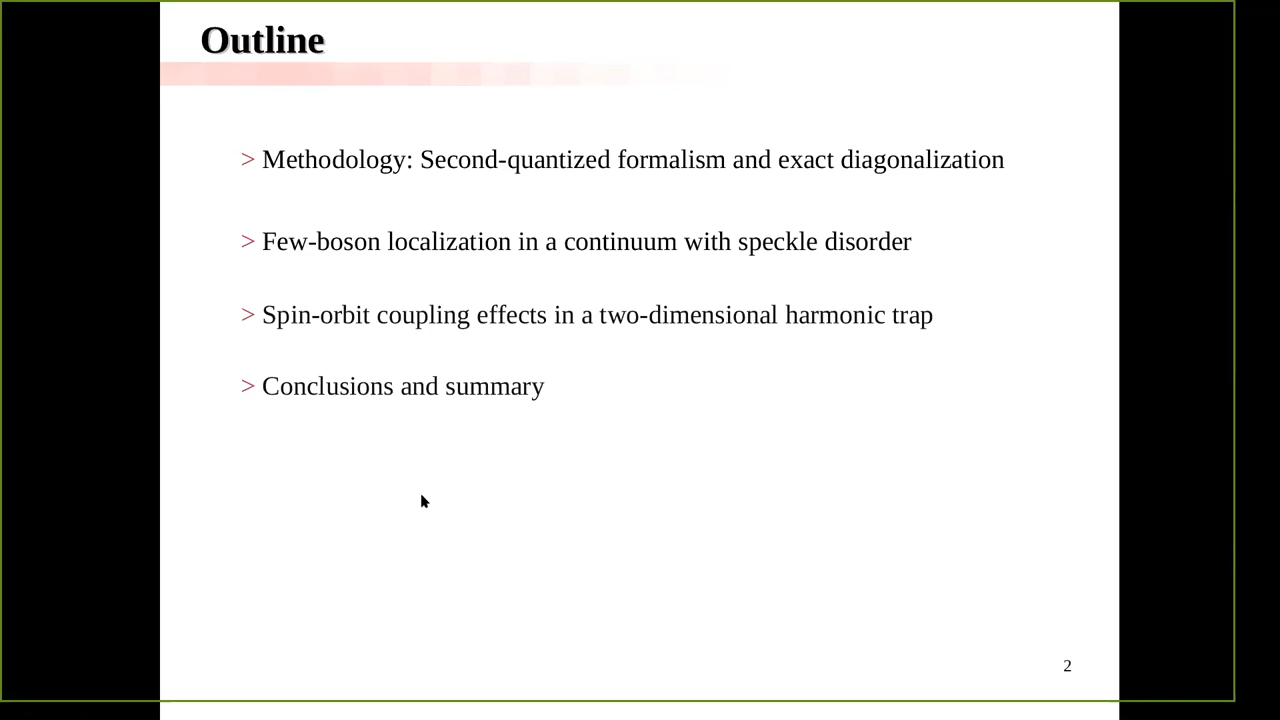 Outline
> Methodology: Second-quantized formalism and exact diagonalization
> Few-boson localization in a continuum with speckle disorder
> Spin-orbit coupling effects in a two-dimensional harmonic trap
> Conclusions and summary
2